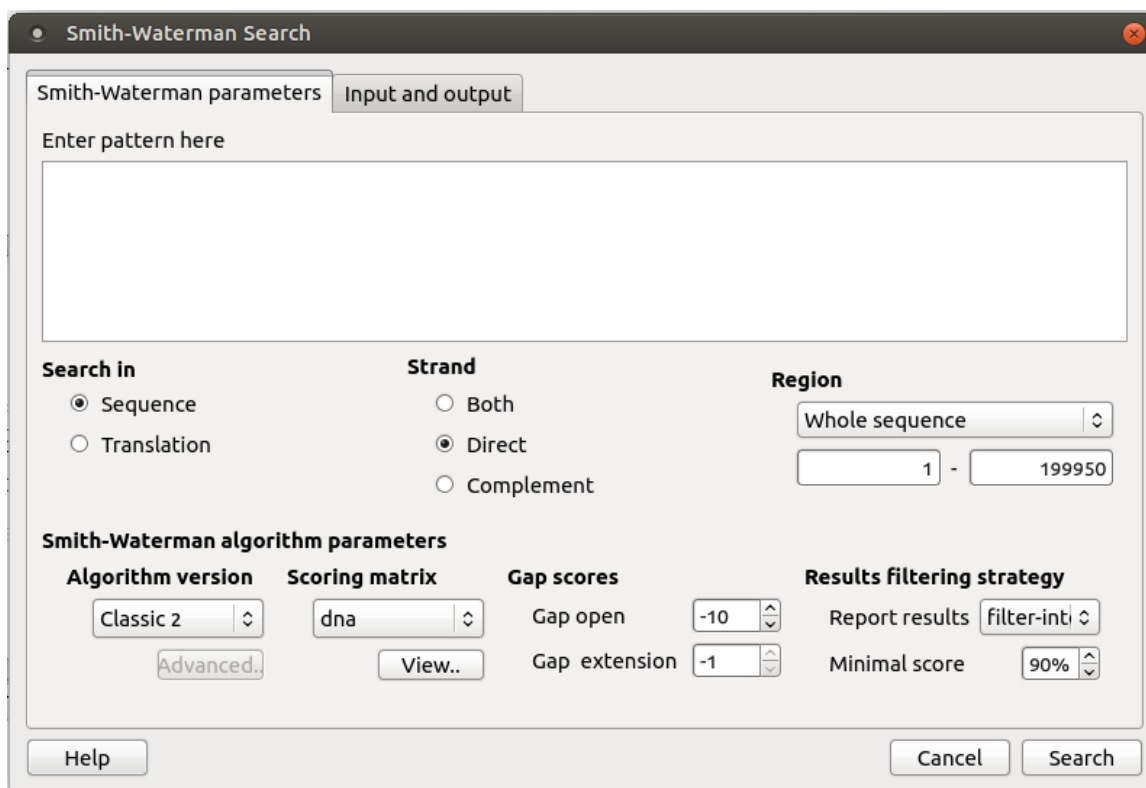 Smith-Waterman Search
Smith-Waterman parameters
Input and output
Enter pattern here
Search in
Sequence
Translation
Strand
Both
Direct
Complement
Region
Whole sequence
1 - 199950
Smith-Waterman algorithm parameters
Algorithm version
Classic 2
Advanced..
Scoring matrix
dna
View..
Gap scores
Gap open -10
Gap extension -1
Results filtering strategy
Report results filter-int
Minimal score 90%
Help
Cancel
Search